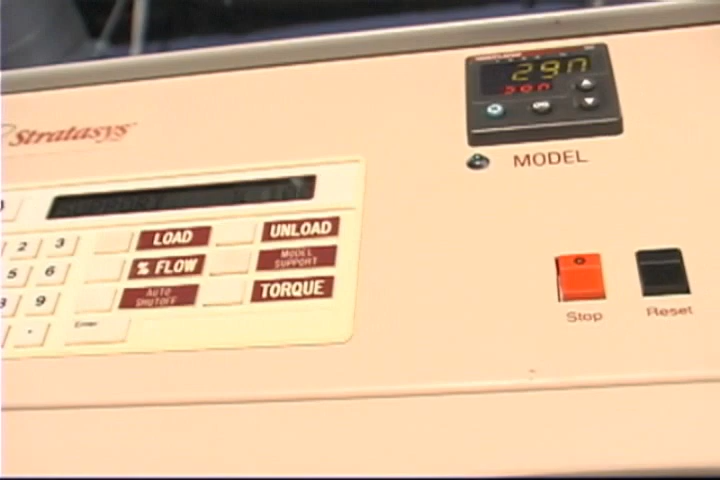 290
300
Stratasys
MODEL
LOAD
UNLOAD
2
3
% FLOW
MODEL
SUPPORT
5
6
AUTO
SHUTOFF
TORQUE
9
Enter
Stop
Reset